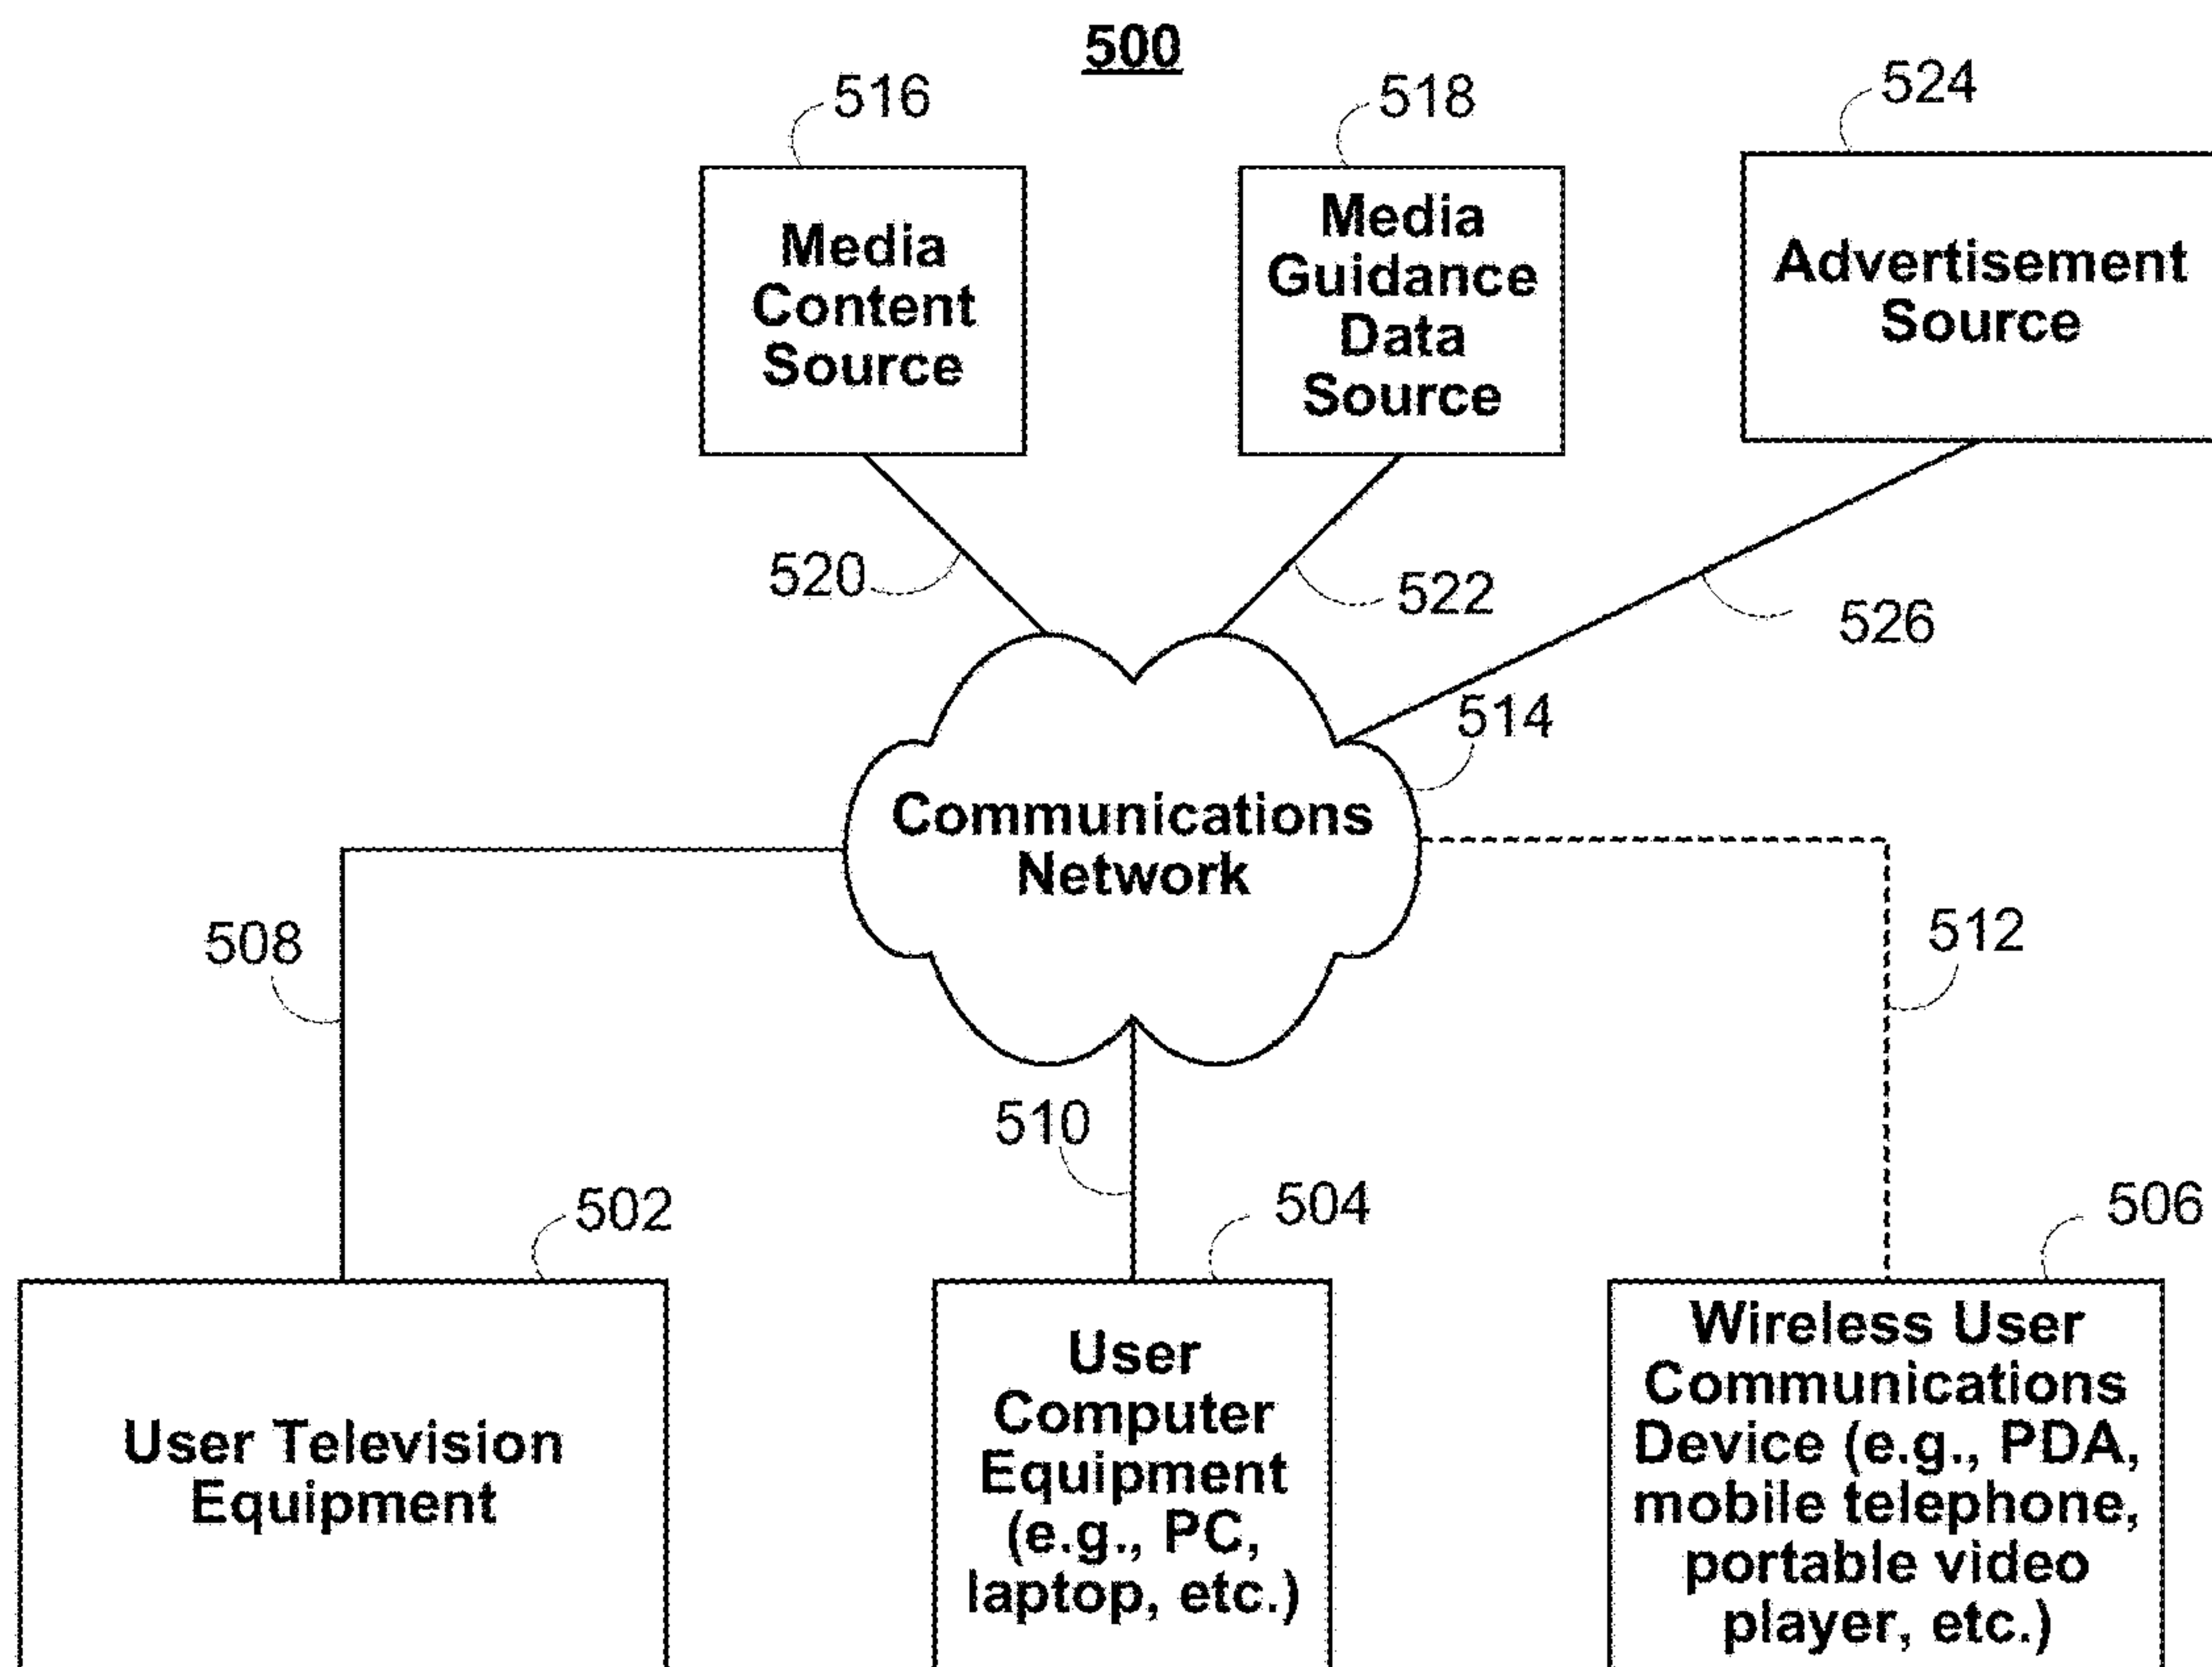 500
516
518
524
Media
Content
Source
Media
Guidance
Data
Source
Advertisement
Source
520
522
526
514
Communications
Network
508
512
510
502
504
506
User Television
Equipment
User
Computer
Equipment
(e.g., PC,
laptop, etc.)
Wireless User
Communications
Device (e.g., PDA,
mobile telephone,
portable video
player, etc.)